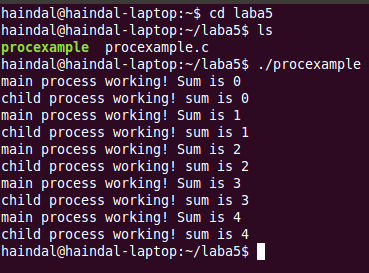 haindal@haindal-laptop:~$ cd laba5
haindal@haindal-laptop:~/laba5$ ls
procexample  procexample.c
haindal@haindal-laptop:~/laba5$ ./procexample
main process working! Sum is 0
child process working! sum is 0
main process working! Sum is 1
child process working! sum is 1
main process working! Sum is 2
child process working! sum is 2
main process working! Sum is 3
child process working! sum is 3
main process working! Sum is 4
child process working! sum is 4
haindal@haindal-laptop:~/laba5$